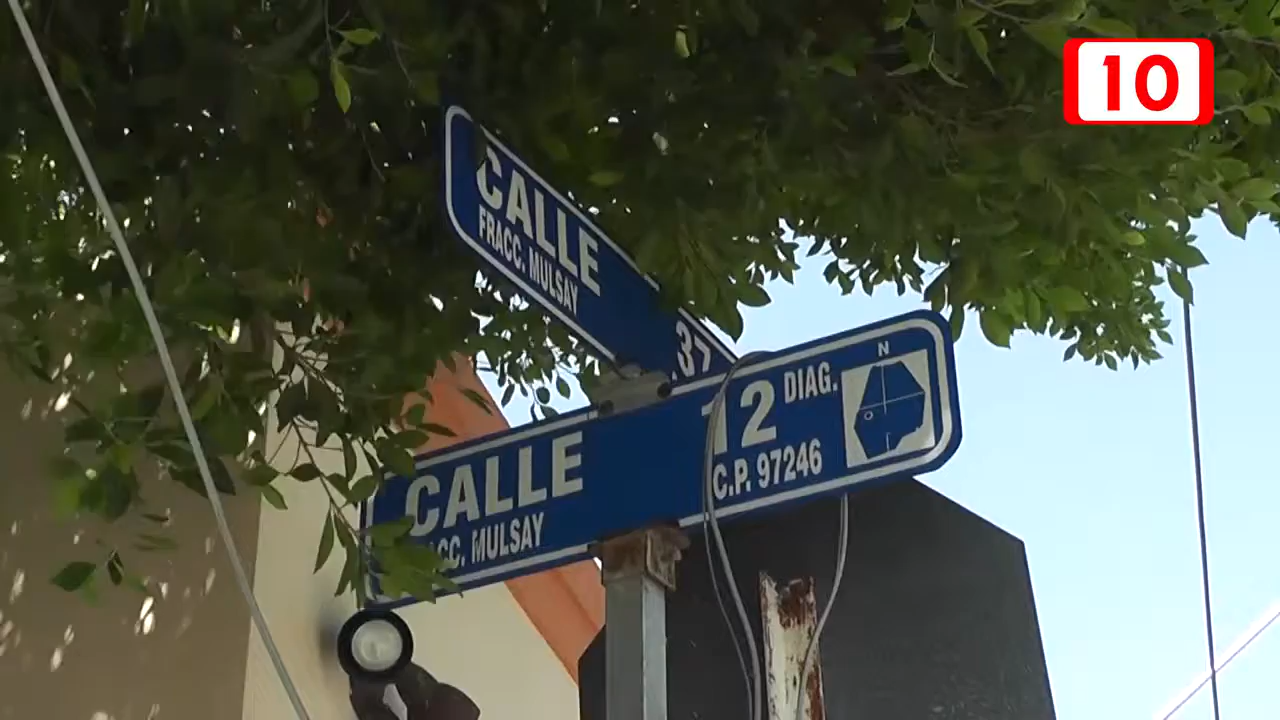 10
CALLE
FRACC. MULSAY
37
CALLE
12 DIAG.
N
CC. MULSAY
C.P. 97246